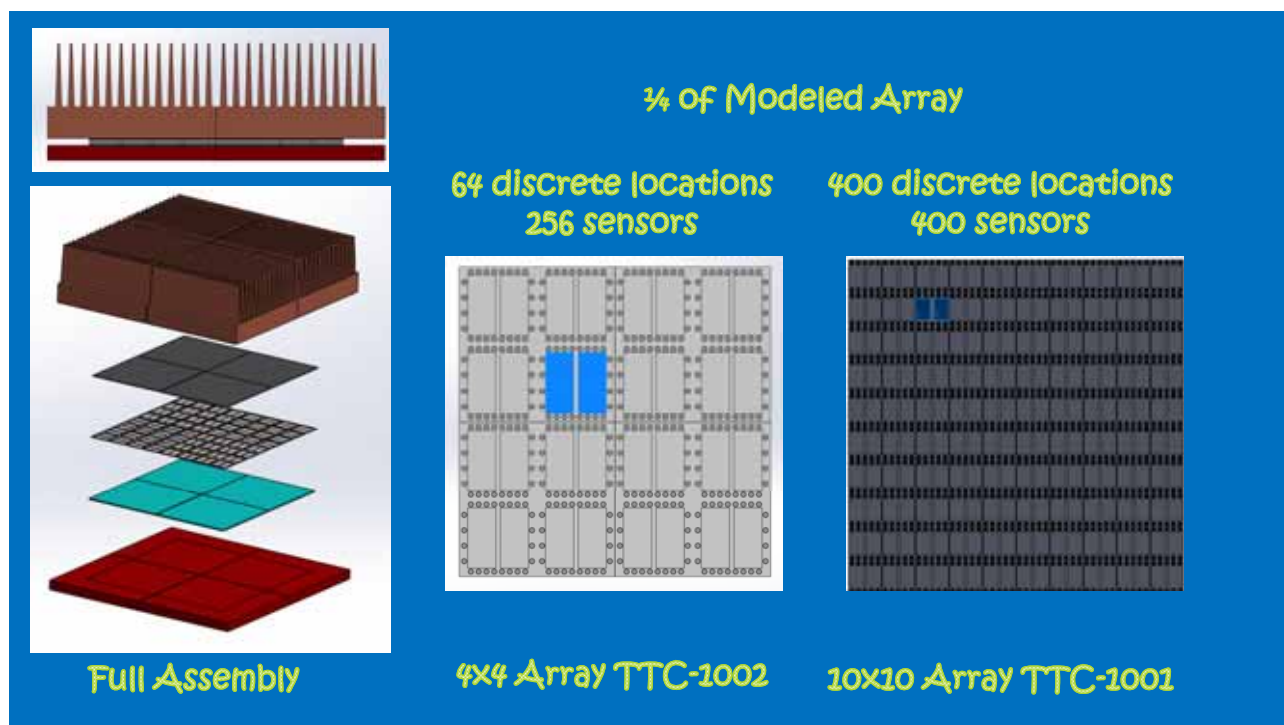 ¼ of Modeled Array
64 discrete locations
256 sensors
400 discrete locations
400 sensors
Full Assembly
4x4 Array TTC-1002
10x10 Array TTC-1001